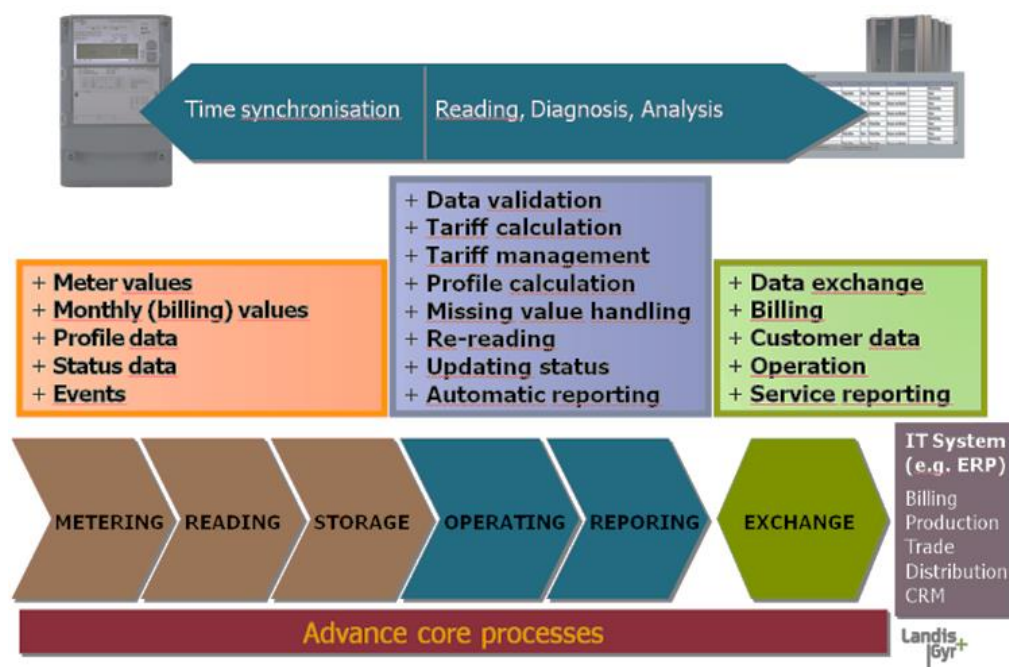 Time synchronisation
Reading, Diagnosis, Analysis
+ Data validation
+ Tariff calculation
+ Tariff management
+ Profile calculation
+ Missing value handling
+ Re-reading
+ Updating status
+ Automatic reporting
+ Meter values
+ Monthly (billing) values
+ Profile data
+ Status data
+ Events
+ Data exchange
+ Billing
+ Customer data
+ Operation
+ Service reporting
METERING
READING
STORAGE
OPERATING
REPORING
EXCHANGE
IT System
(e.g. ERP)
Billing
Production
Trade
Distribution
CRM
Advance core processes
Landis
Gyr+